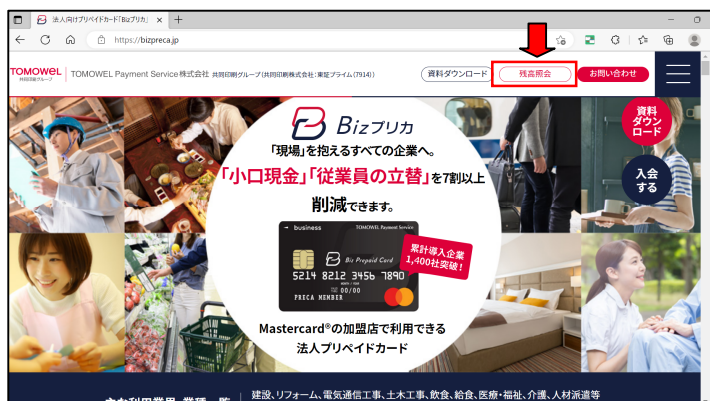 法人向けプリペイドカード「Bizプリカ」
https://bizpreca.jp
TOMOWEL
共同印刷グループ
TOMOWEL Payment Service株式会社 共同印刷グループ(共同印刷株式会社:東証プライム(7914))
資料ダウンロード
残高照会
お問い合わせ
資料
ダウン
ロード
入会
する
Bizプリカ
「現場」を抱えるすべての企業へ。
「小口現金」「従業員の立替」を7割以上
削減できます。
business
TOMOWEL Payment Service
Biz Prepaid Card
5214 8212 3456 7890
00/00
PRECA MEMBER
累計導入企業
1,400社突破!
Mastercard®の加盟店で利用できる
法人プリペイドカード
建設、リフォーム、電気通信工事、土木工事、飲食、給食、医療・福祉、介護、人材派遣等